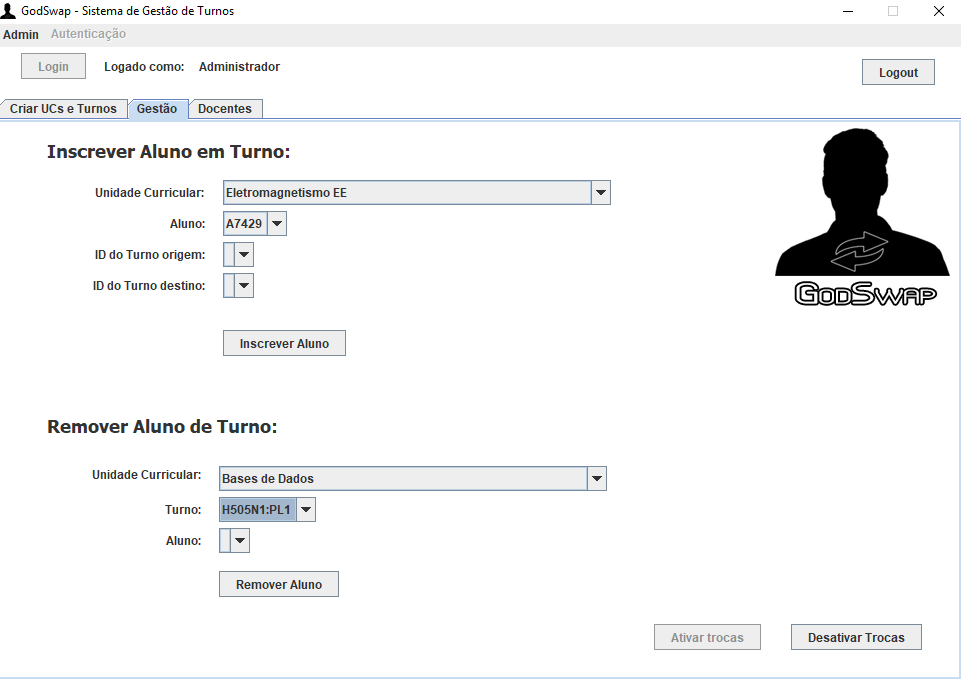 GodSwap - Sistema de Gestão de Turnos
Admin Autenticação
Login Logado como: Administrador
Logout
Criar UCs e Turnos Gestão Docentes
Inscrever Aluno em Turno:
Unidade Curricular: Eletromagnetismo EE
Aluno: A7429
ID do Turno origem:
ID do Turno destino:
GodSwap
Inscrever Aluno
Remover Aluno de Turno:
Unidade Curricular: Bases de Dados
Turno: H505N1:PL1
Aluno:
Remover Aluno
Ativar trocas Desativar Trocas